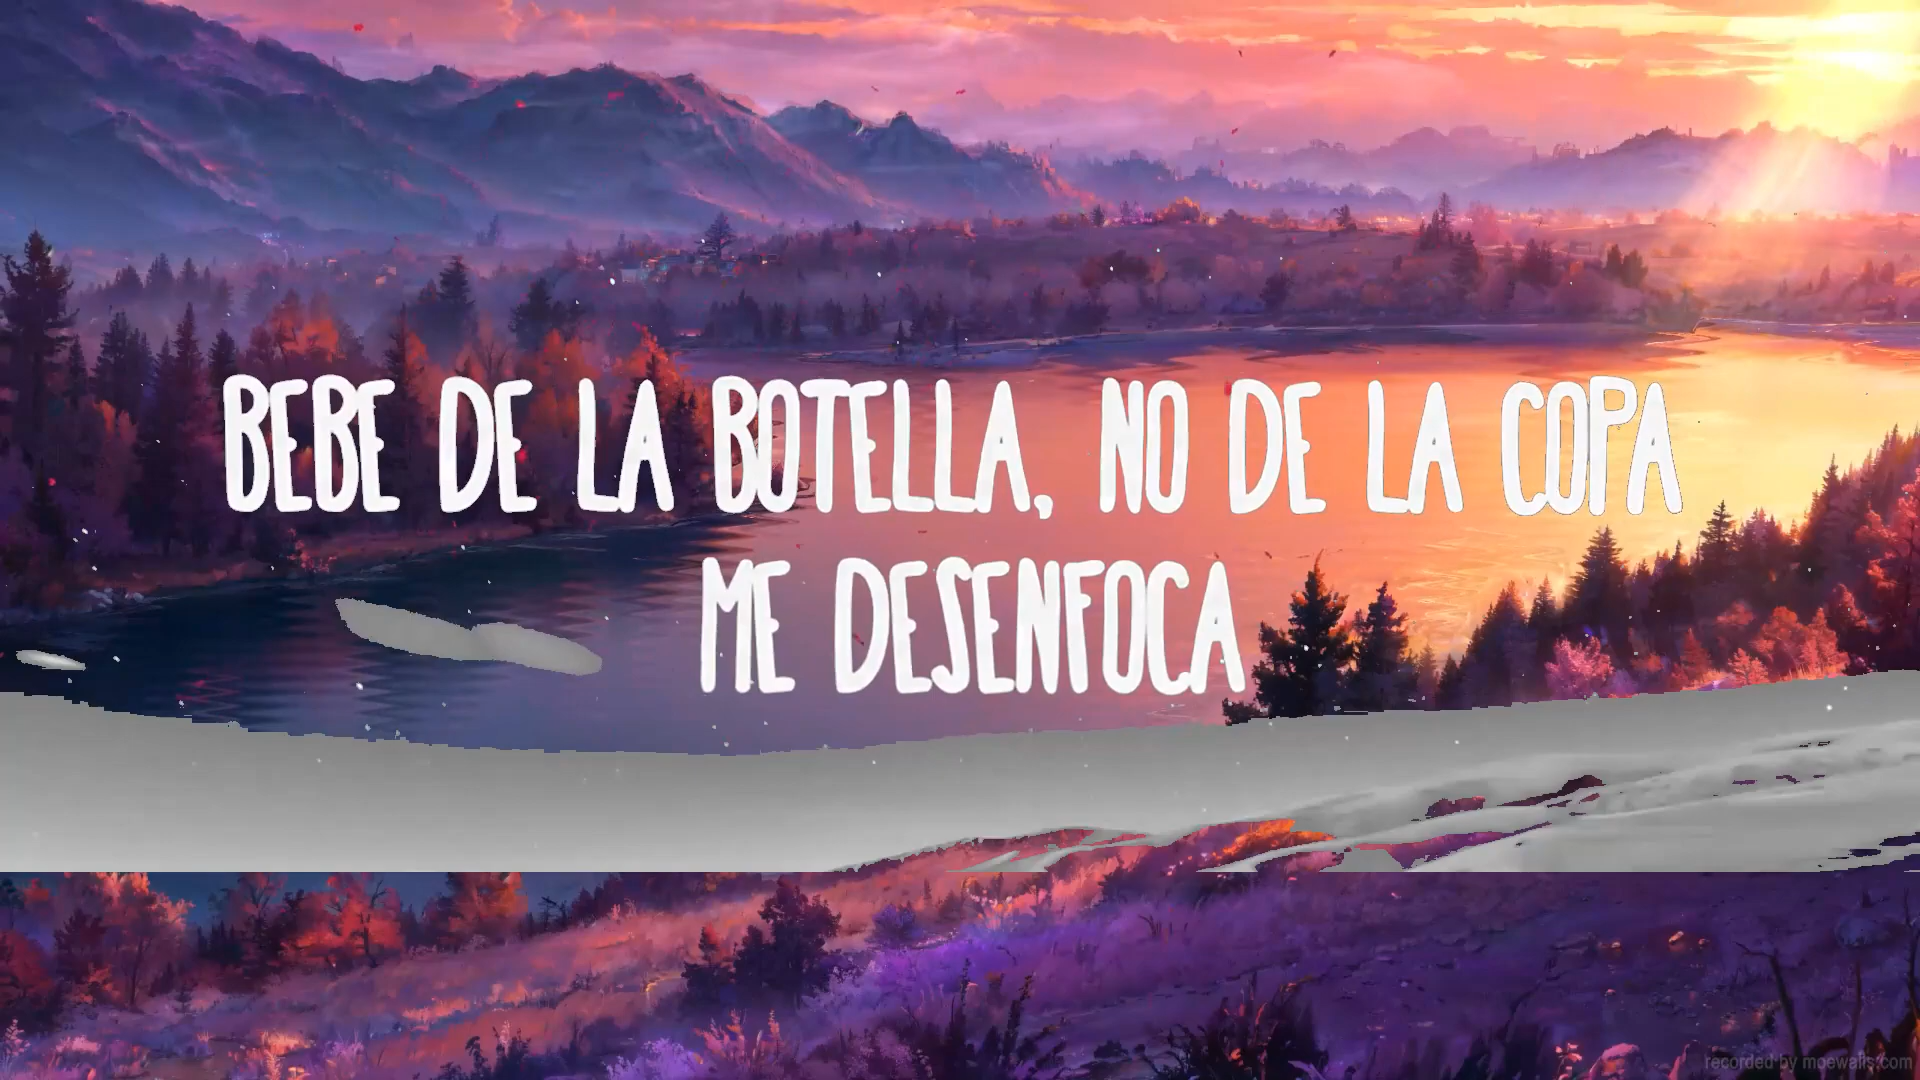 BEBE DE LA BOTELLA, NO DE LA COPA
ME DESENFOCA
recorded by moewalls.com